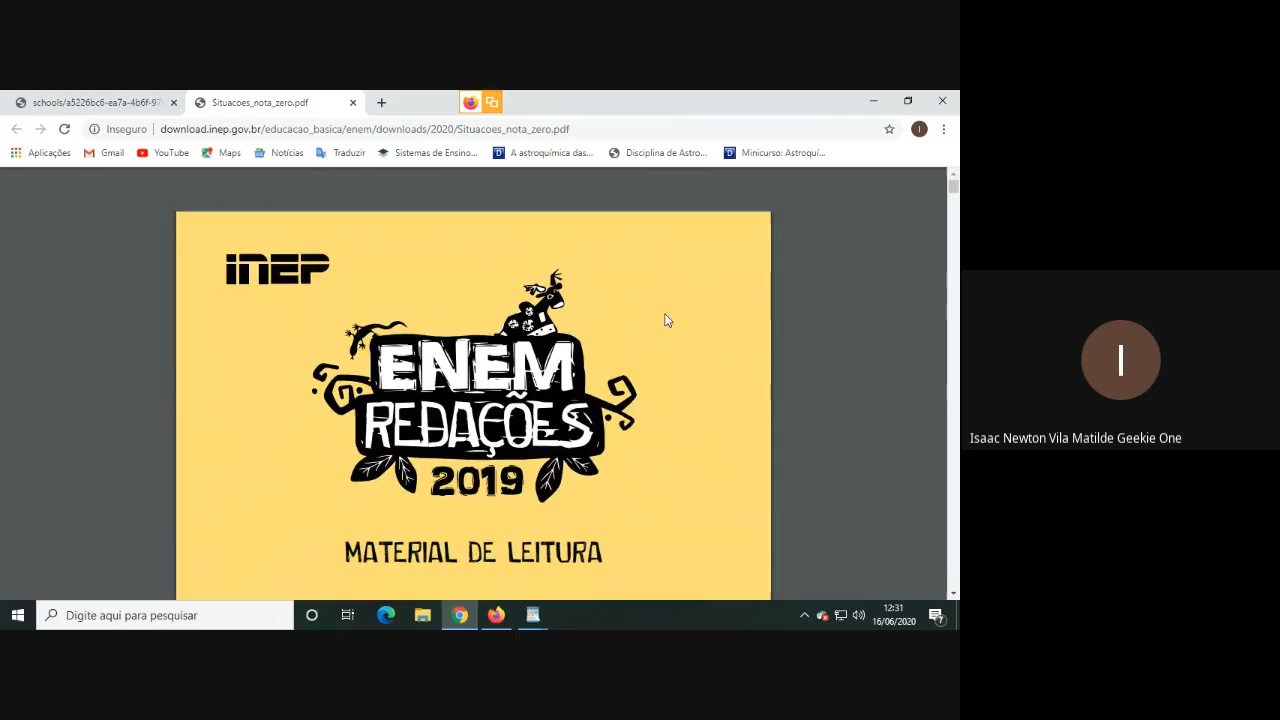 schools/a5226bc6-ea7a-4b6f-97
Situacoes_nota_zero.pdf
Inseguro
download.inep.gov.br/educacao_basica/enem/downloads/2020/Situacoes_nota_zero.pdf
I
Aplicações
Gmail
YouTube
Maps
Notícias
Traduzir
Sistemas de Ensino...
A astroquímica das...
Disciplina de Astro...
Minicurso: Astroquí...
INEP
ENEM
REDAÇÕES
2019
MATERIAL DE LEITURA
I
Isaac Newton Vila Matilde Geekie One
Digite aqui para pesquisar
12:31
16/06/2020
7